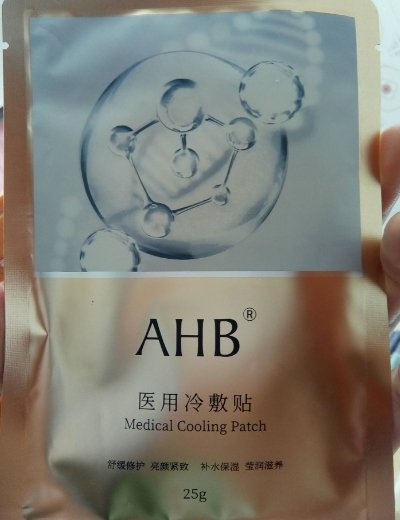 AHB®
医用冷敷贴
Medical Cooling Patch
舒缓修护 亮颜紧致 补水保湿 莹润滋养
25g